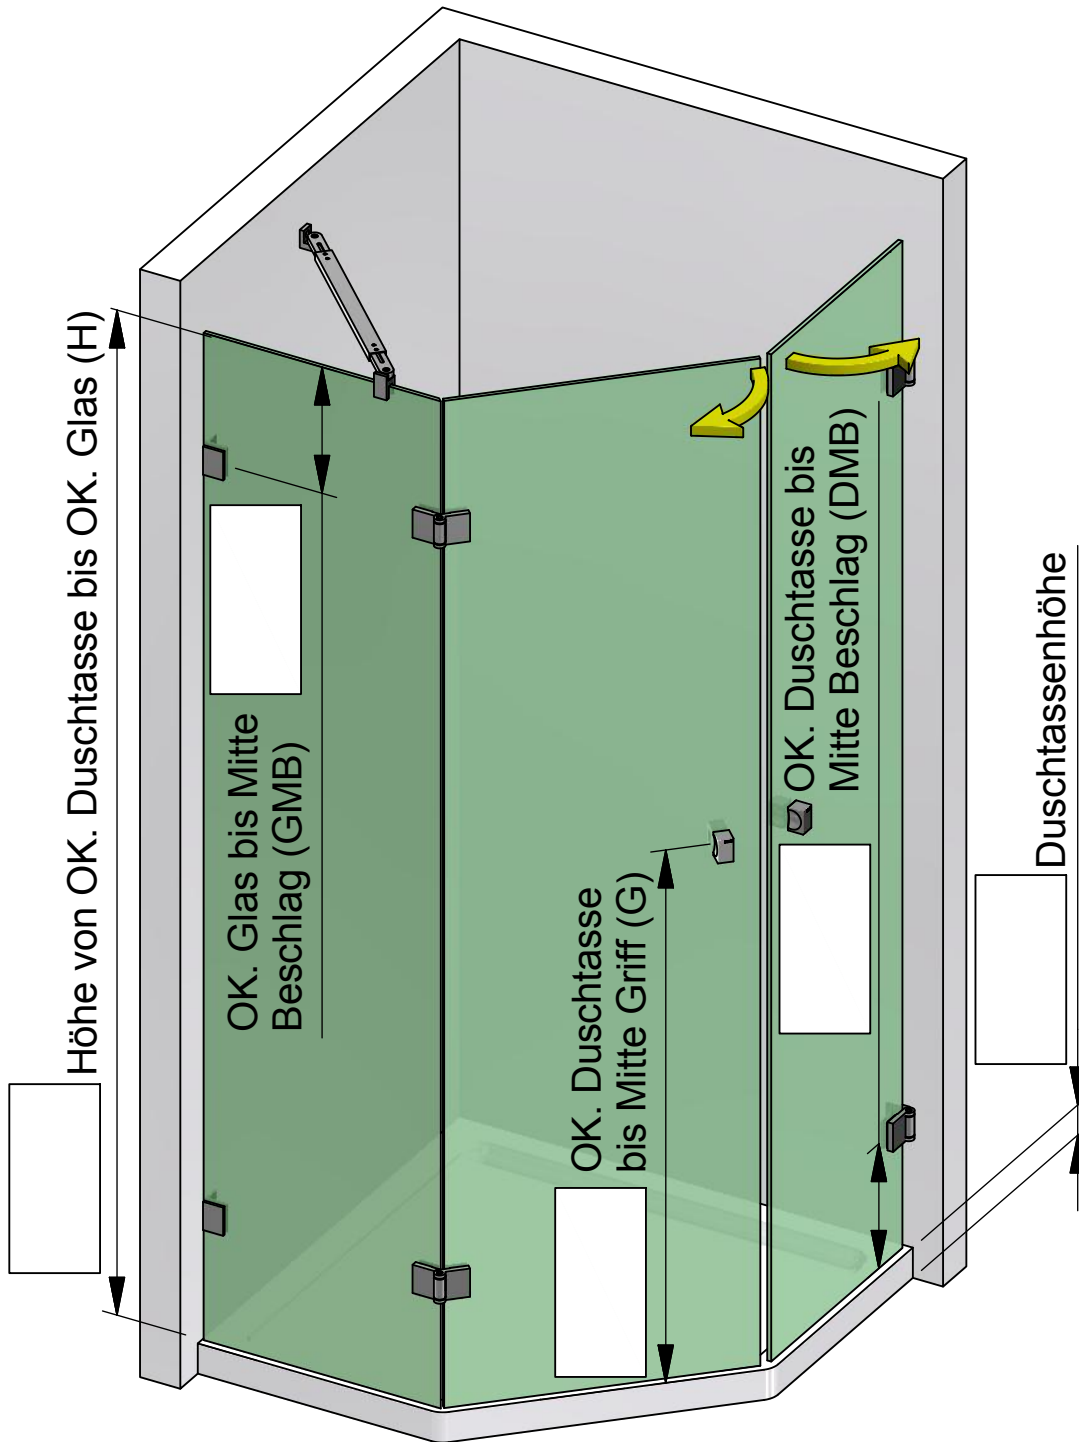 Höhe von OK. Duschtasse bis OK. Glas (H)
OK. Glas bis Mitte
Beschlag (GMB)
OK. Duschtasse
bis Mitte Griff (G)
OK. Duschtasse bis
Mitte Beschlag (DMB)
Duschtassenhöhe